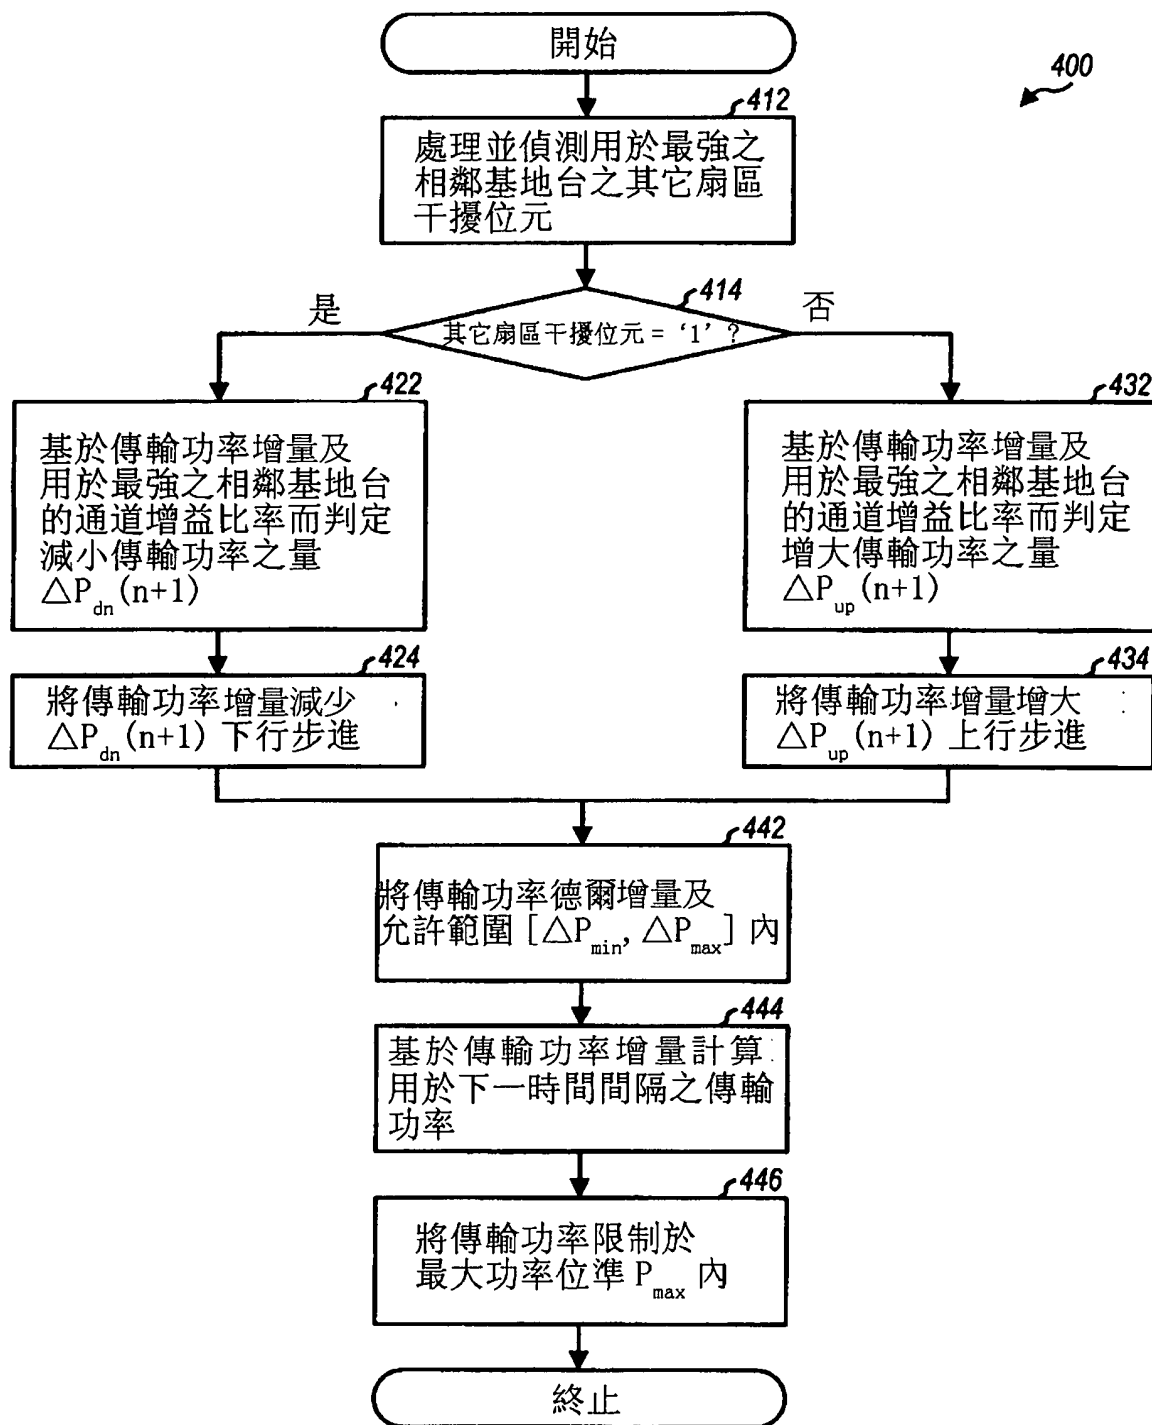 開始
400
412
處理並偵測用於最強之
相鄰基地台之其它扇區
干擾位元
414
是
否
其它扇區干擾位元 = ‘1’ ?
422
基於傳輸功率增量及
用於最強之相鄰基地台
的通道增益比率而判定
減小傳輸功率之量
△P_dn(n+1)
432
基於傳輸功率增量及
用於最強之相鄰基地台
的通道增益比率而判定
增大傳輸功率之量
△P_up(n+1)
424
將傳輸功率增量減少
△P_dn(n+1) 下行步進
434
將傳輸功率增量增大
△P_up(n+1) 上行步進
442
將傳輸功率德爾增量及
允許範圍 [△P_min, △P_max] 內
444
基於傳輸功率增量計算
用於下一時間間隔之傳輸
功率
446
將傳輸功率限制於
最大功率位準 P_max 內
終止